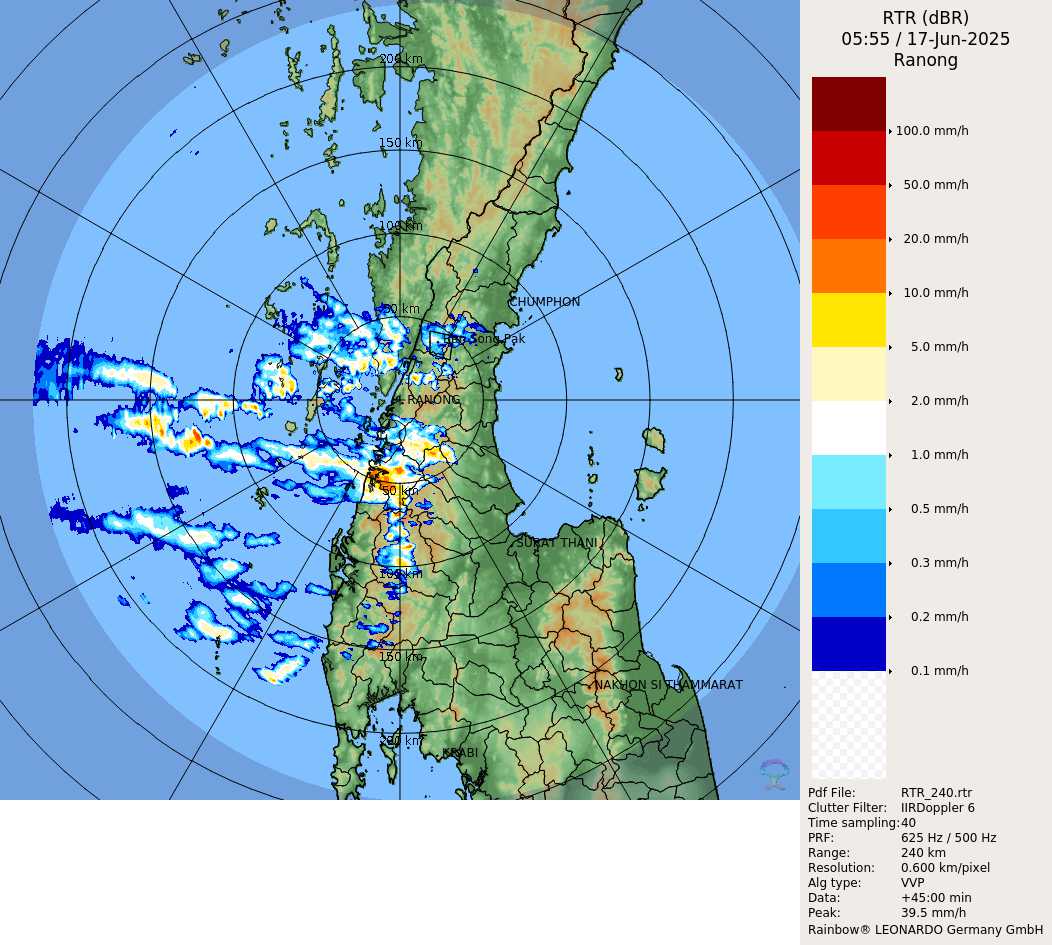 RTR (dBR)
05:55 / 17-Jun-2025
Ranong
200 km
150 km
100 km
50 km
CHUMPHON
RANONG
50 km
SURAT THANI
100 km
150 km
NAKHON SI THAMMARAT
200 km
KRABI
100.0 mm/h
50.0 mm/h
20.0 mm/h
10.0 mm/h
5.0 mm/h
2.0 mm/h
1.0 mm/h
0.5 mm/h
0.3 mm/h
0.2 mm/h
0.1 mm/h
Pdf File: RTR_240.rtr
Clutter Filter: IIRDoppler 6
Time sampling:40
PRF: 625 Hz / 500 Hz
Range: 240 km
Resolution: 0.600 km/pixel
Alg type: VVP
Data: +45:00 min
Peak: 39.5 mm/h
Rainbow® LEONARDO Germany GmbH